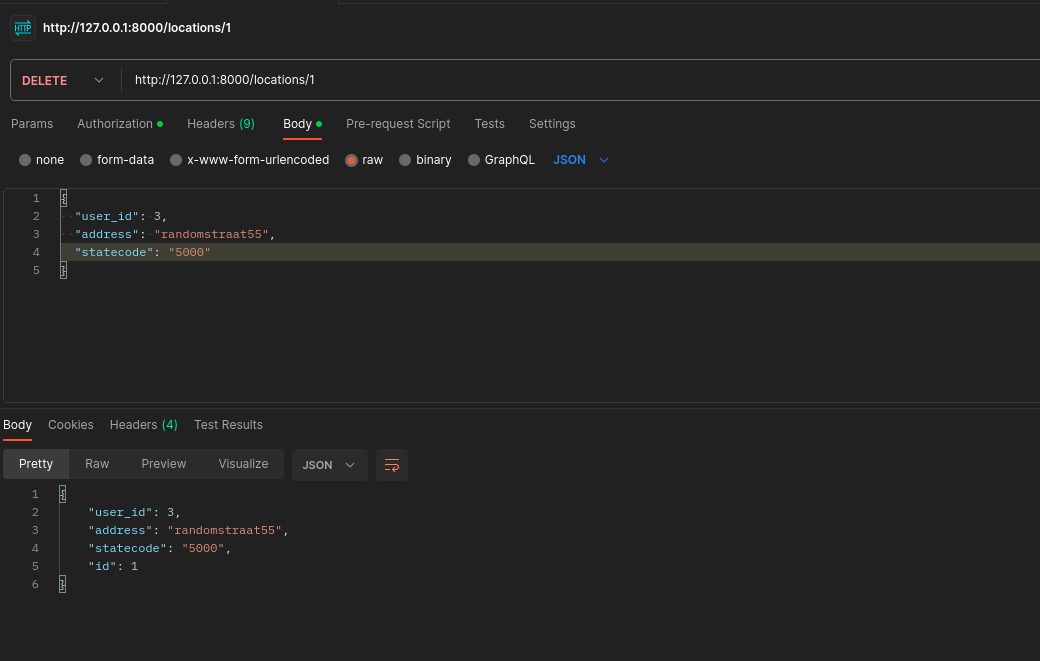 HTTP http://127.0.0.1:8000/locations/1
DELETE http://127.0.0.1:8000/locations/1
Params Authorization Headers (9) Body Pre-request Script Tests Settings
none form-data x-www-form-urlencoded raw binary GraphQL JSON
1 {
2 "user_id": 3,
3 "address": "randomstraat55",
4 "statecode": "5000"
5 }
Body Cookies Headers (4) Test Results
Pretty Raw Preview Visualize JSON
1 {
2 "user_id": 3,
3 "address": "randomstraat55",
4 "statecode": "5000",
5 "id": 1
6 }